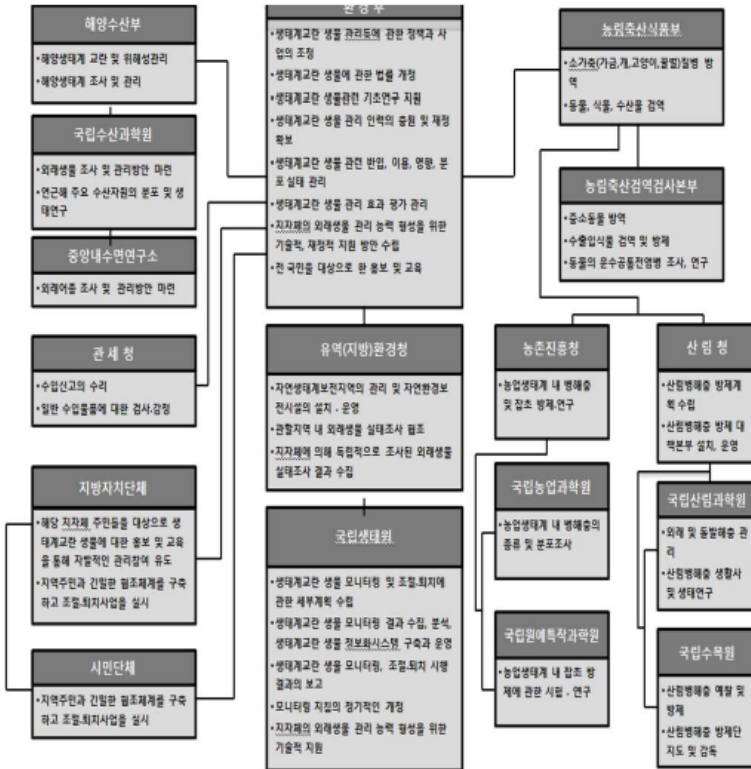 해양수산부
•해양생태계 교란 및 위해성관리
•해양생태계 조사 및 관리
국립수산과학원
•외래생물 조사 및 관리방안 마련
•연근해 주요 수산자원의 분포 및 생
태연구
중앙내수면연구소
•외래어종 조사 및 관리방안 마련
관세청
•수입신고의 수리
•일반 수입물품에 대한 검사.감정
지방자치단체
•해당 지자체 주민들을 대상으로 생
태계교란 생물에 대한 홍보 및 교육
을 통해 자발적인 관리참여 유도
•지역주민과 긴밀한 협조체계를 구축
하고 조절.퇴치사업을 실시
시민단체
•지역주민과 긴밀한 협조체계를 구축
하고 조절.퇴치사업을 실시
환경부
•생태계교란 생물 관리등에 관한 정책과 사
업의 조정
•생태계교란 생물에 관한 법률 개정
•생태계교란 생물관련 기초연구 지원
•생태계교란 생물 관리 인력의 충원 및 재정
확보
•생태계교란 생물 관련 반입, 이용, 영향, 분
포 실태 관리
•생태계교란 생물 관리 효과 평가 관리
•지자체의 외래생물 관리 능력 형성을 위한
기술적, 재정적 지원 방안 수립
•전 국민을 대상으로 한 홍보 및 교육
유역(지방)환경청
•자연생태계보전지역의 관리 및 자연환경보
전시설의 설치 . 운영
•관할지역 내 외래생물 실태조사 협조
•지자체에 의해 독립적으로 조사된 외래생물
실태조사 결과 수집
국립생태원
•생태계교란 생물 모니터링 및 조절.퇴치에
관한 세부계획 수립
•생태계교란 생물 모니터링 결과 수집, 분석,
생태계교란 생물 정보화시스템 구축과 운영
•생태계교란 생물 모니터링, 조절.퇴치 시행
결과의 보고
•모니터링 지침의 정기적인 개정
•지자체의 외래생물 관리 능력 형성을 위한
기술적 지원
농림축산식품부
•소가축(가금,개,고양이,꿀벌)질병 방
역
•동물, 식물, 수산물 검역
농림축산검역검사본부
•중소동물 방역
•수출입식물 검역 및 방제
•동물의 인수공통전염병 조사, 연구
농촌진흥청
•농업생태계 내 병해충
및 잡초 방제.연구
국립농업과학원
•농업생태계 내 병해충의
종류 및 분포조사
국립원예특작과학원
•농업생태계 내 잡초 방
제에 관한 시험 . 연구
산림청
•산림병해충 방제계
획 수립
•산림병해충 방제 대
책본부 설치, 운영
국립산림과학원
•외래 및 돌발해충 관
리
•산림병해충 생활사
및 생태연구
국립수목원
•산림병해충 예찰 및
방제
•산림병해충 방제단
지도 및 감독